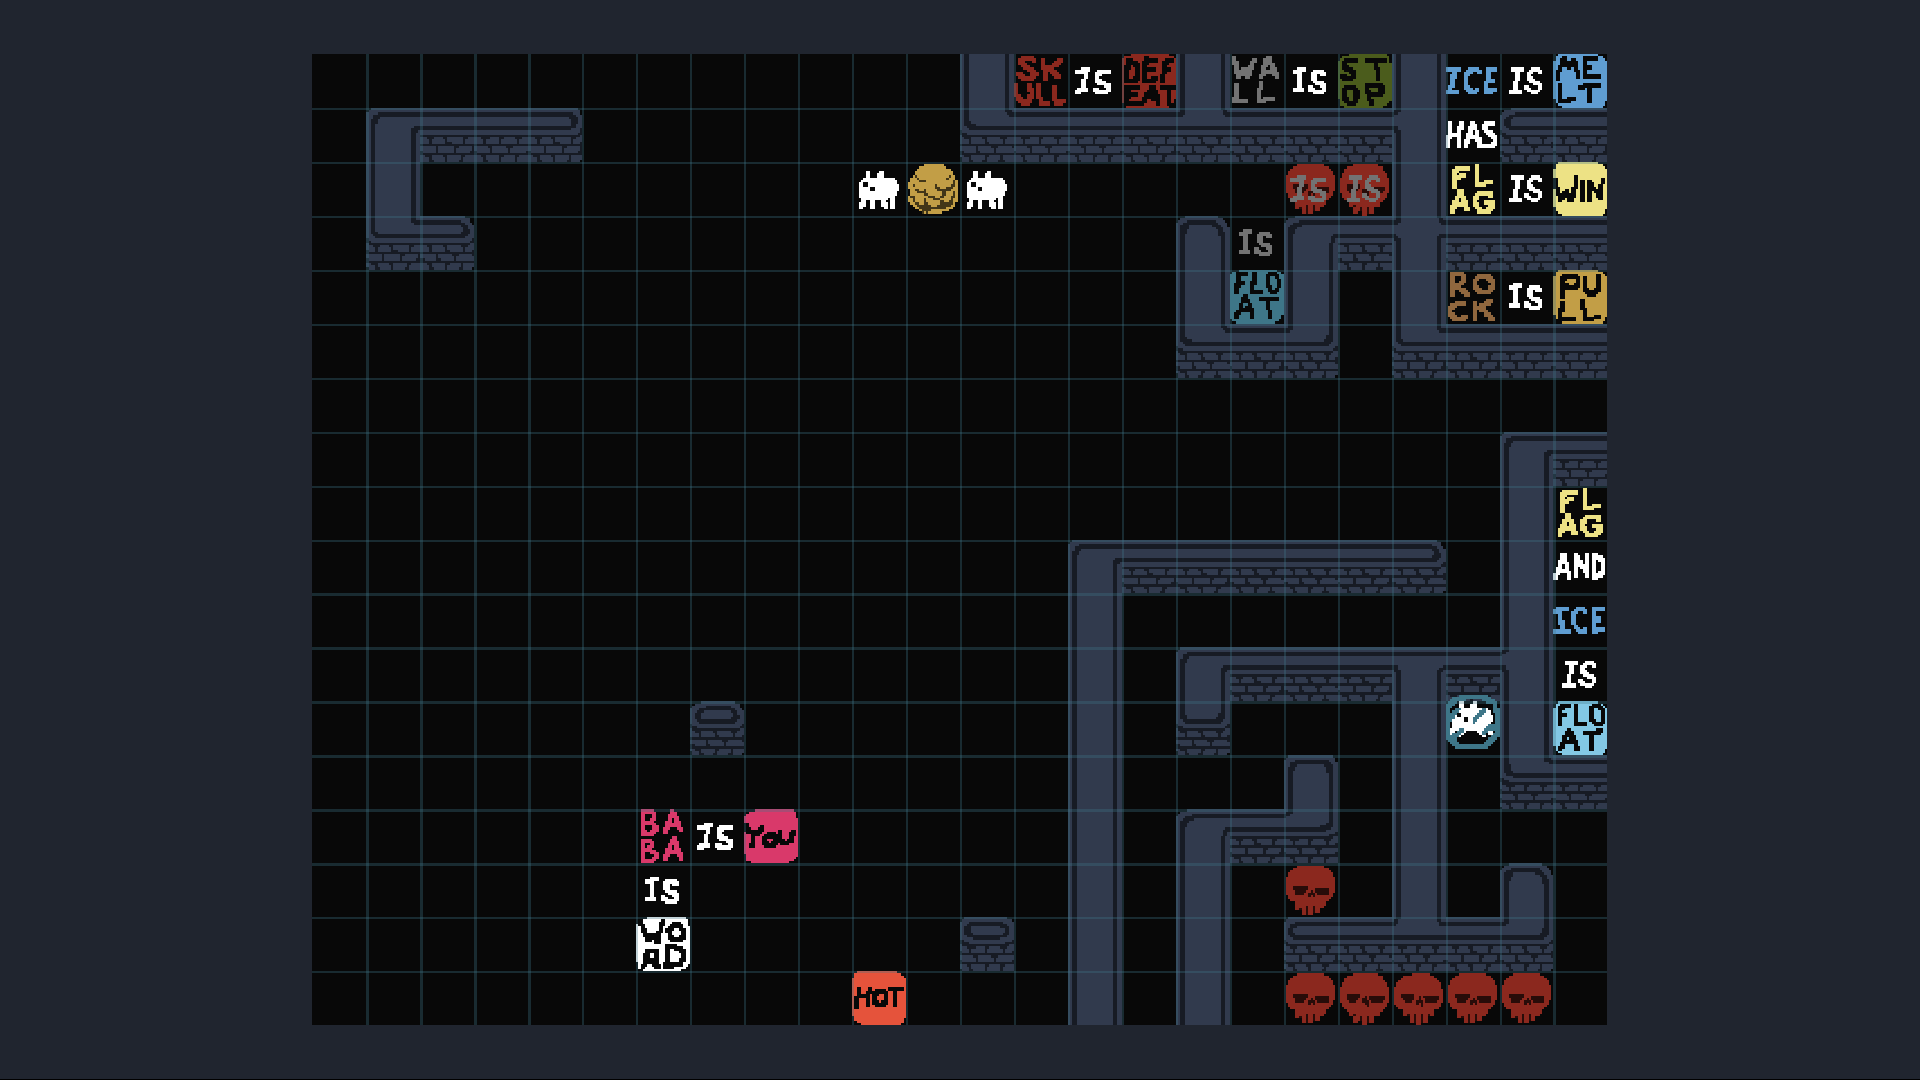 SKULL IS DEFEAT WALL IS STOP ICE IS MELT
HAS
IS IS FLAG IS WIN
IS
FLOAT ROCK IS PULL
FLAG
AND
ICE
IS
FLOAT
BABA IS YOU
IS
WORD
HOT